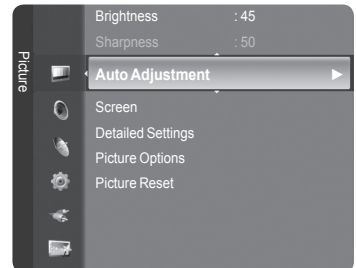 Picture
Brightness : 45
Sharpness : 50
Auto Adjustment
Screen
Detailed Settings
Picture Options
Picture Reset